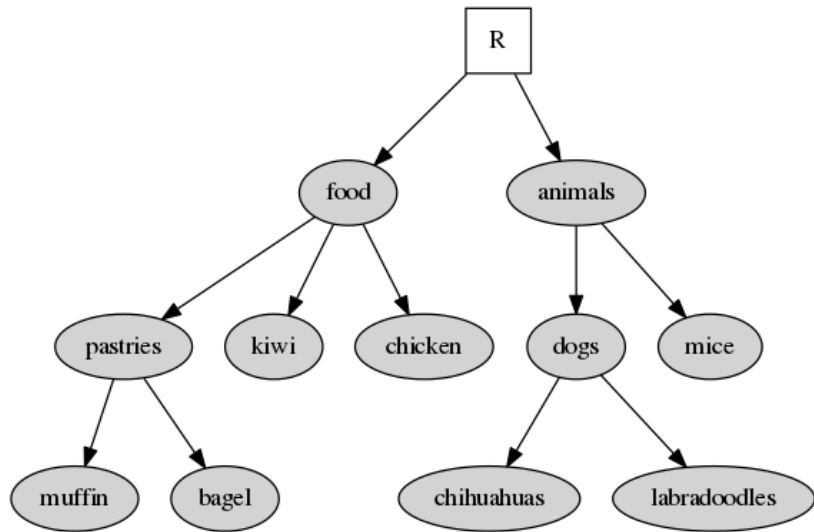 R
food
animals
pastries
kiwi
chicken
dogs
mice
muffin
bagel
chihuahuas
labradoodles